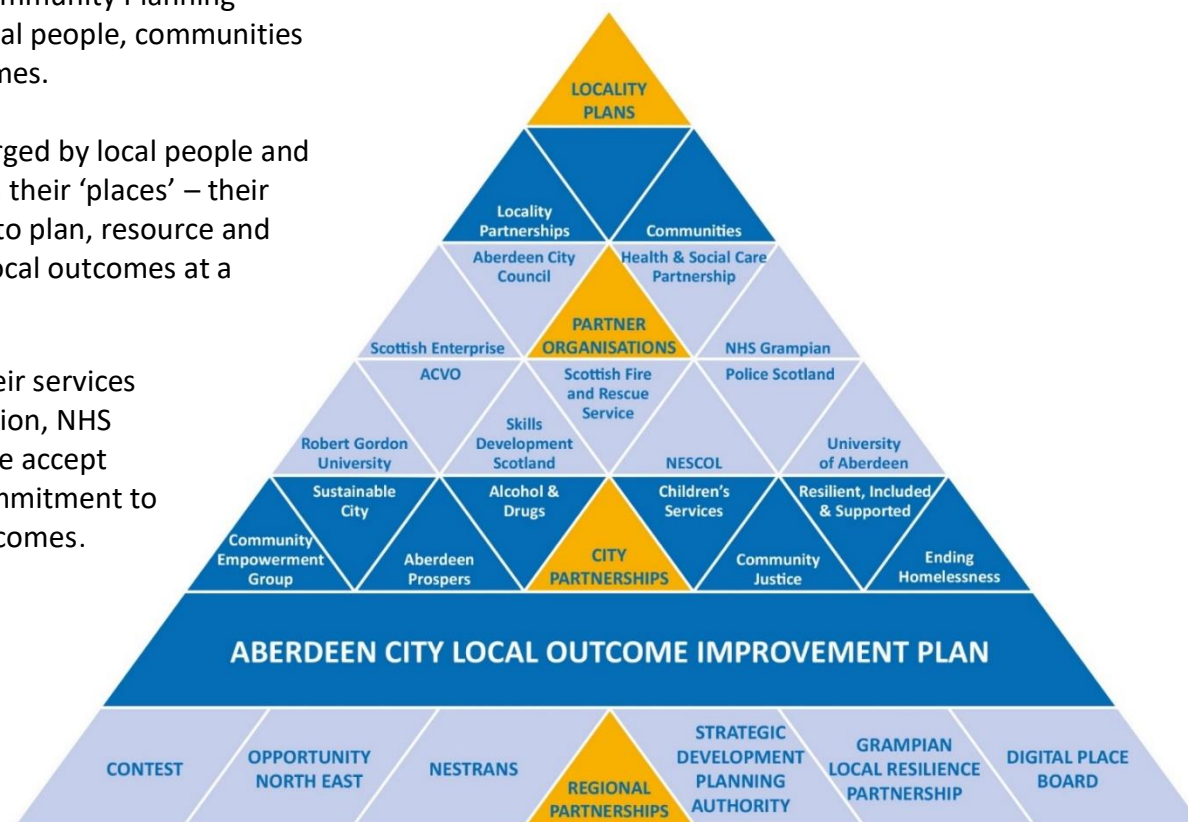 ommunity Planning
al people, communities
mes.
rged by local people and
their ‘places’ – their
to plan, resource and
ocal outcomes at a
eir services
ion, NHS
e accept
mmitment to
comes.
LOCALITY
PLANS
Locality
Partnerships
Communities
Aberdeen City
Council
Health & Social Care
Partnership
Scottish Enterprise
PARTNER
ORGANISATIONS
NHS Grampian
ACVO
Scottish Fire
and Rescue
Service
Police Scotland
Robert Gordon
University
Skills
Development
Scotland
NESCOL
University
of Aberdeen
Sustainable
City
Alcohol &
Drugs
Children’s
Services
Resilient, Included
& Supported
Community
Empowerment
Group
Aberdeen
Prospers
CITY
PARTNERSHIPS
Community
Justice
Ending
Homelessness
ABERDEEN CITY LOCAL OUTCOME IMPROVEMENT PLAN
CONTEST
OPPORTUNITY
NORTH EAST
NESTRANS
REGIONAL
PARTNERSHIPS
STRATEGIC
DEVELOPMENT
PLANNING
AUTHORITY
GRAMPIAN
LOCAL RESILIENCE
PARTNERSHIP
DIGITAL PLACE
BOARD